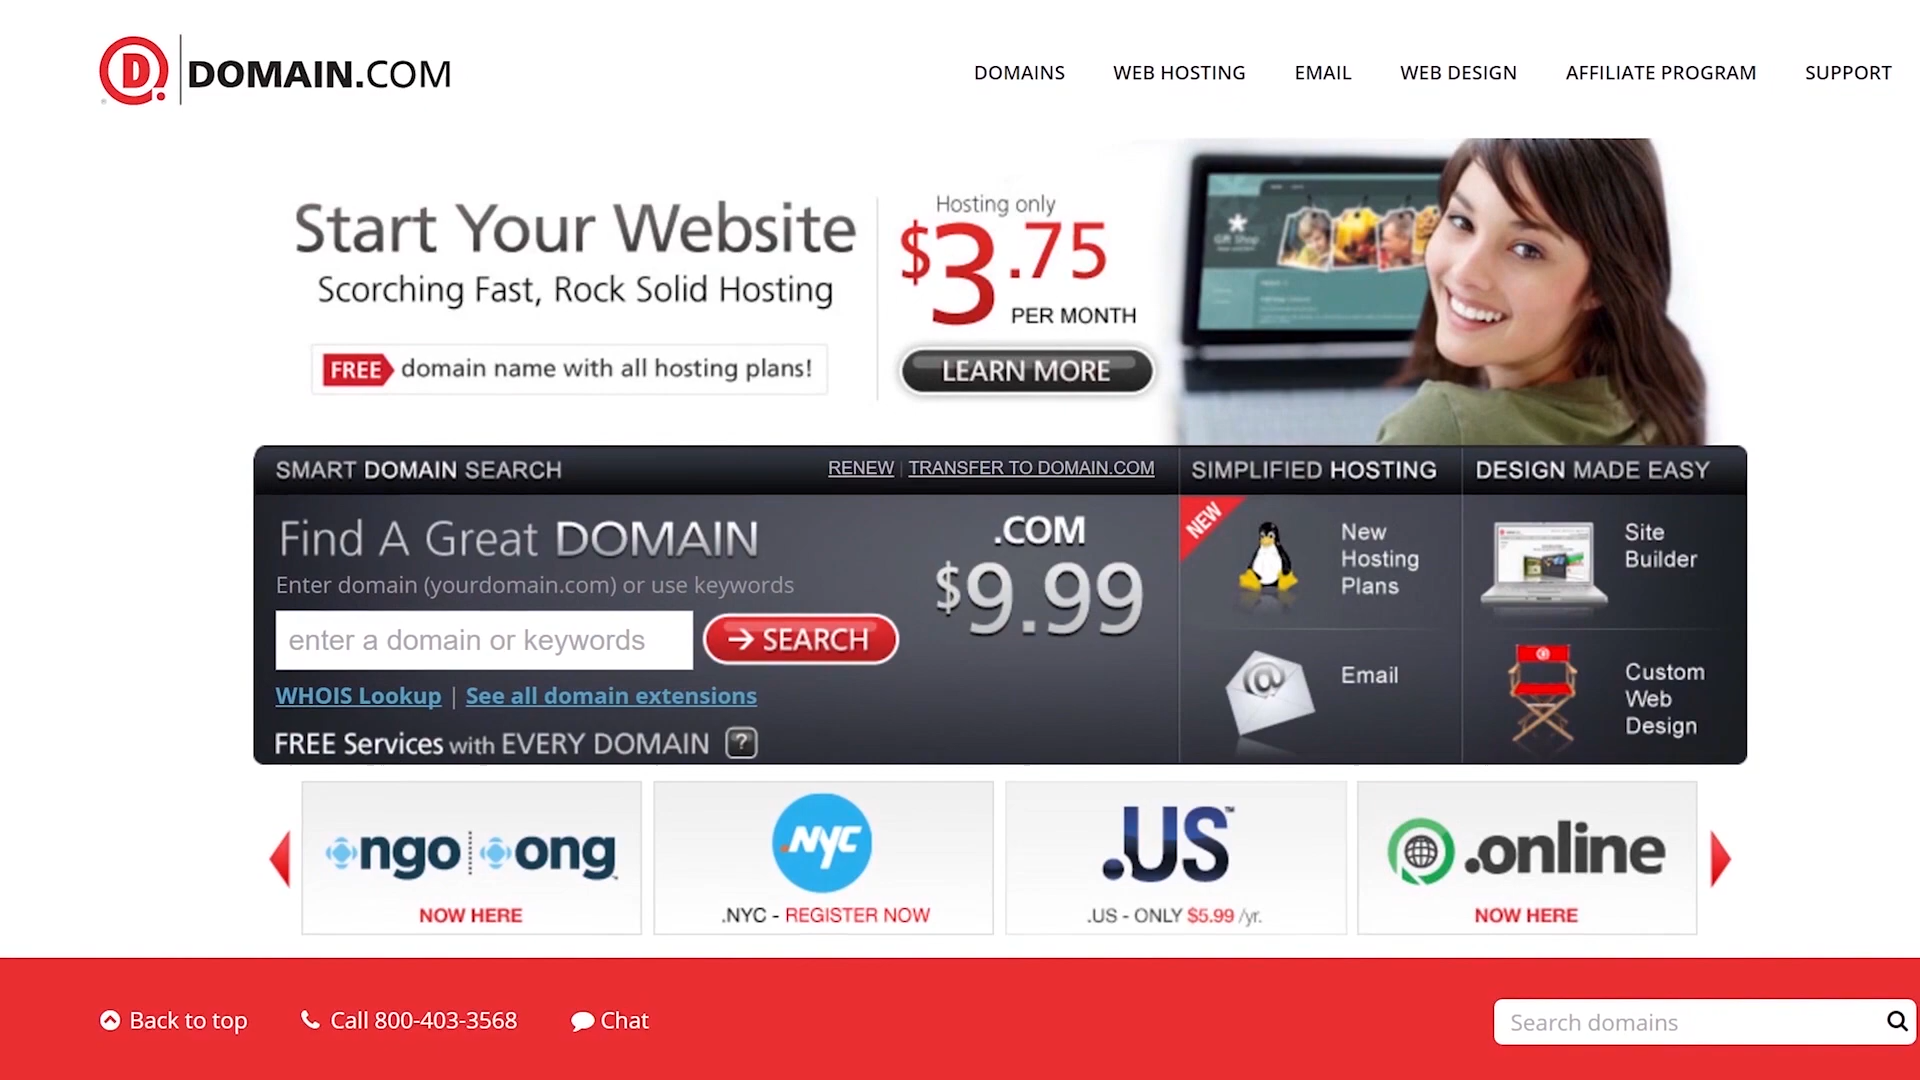 DOMAIN.COM
DOMAINS
WEB HOSTING
EMAIL
WEB DESIGN
AFFILIATE PROGRAM
SUPPORT
Start Your Website
Scorching Fast, Rock Solid Hosting
FREE domain name with all hosting plans!
Hosting only
$3.75
PER MONTH
LEARN MORE
Gift Shop
SMART DOMAIN SEARCH
RENEW | TRANSFER TO DOMAIN.COM
Find A Great DOMAIN
Enter domain (yourdomain.com) or use keywords
enter a domain or keywords
→ SEARCH
WHOIS Lookup | See all domain extensions
FREE Services with EVERY DOMAIN ?
.COM
$9.99
SIMPLIFIED HOSTING
NEW
New
Hosting
Plans
@
Email
DESIGN MADE EASY
Site
Builder
Custom
Web
Design
ngo ong
NOW HERE
.NYC
.NYC - REGISTER NOW
.US™
.US - ONLY $5.99 /yr.
.online
NOW HERE
Back to top
Call 800-403-3568
Chat
Search domains